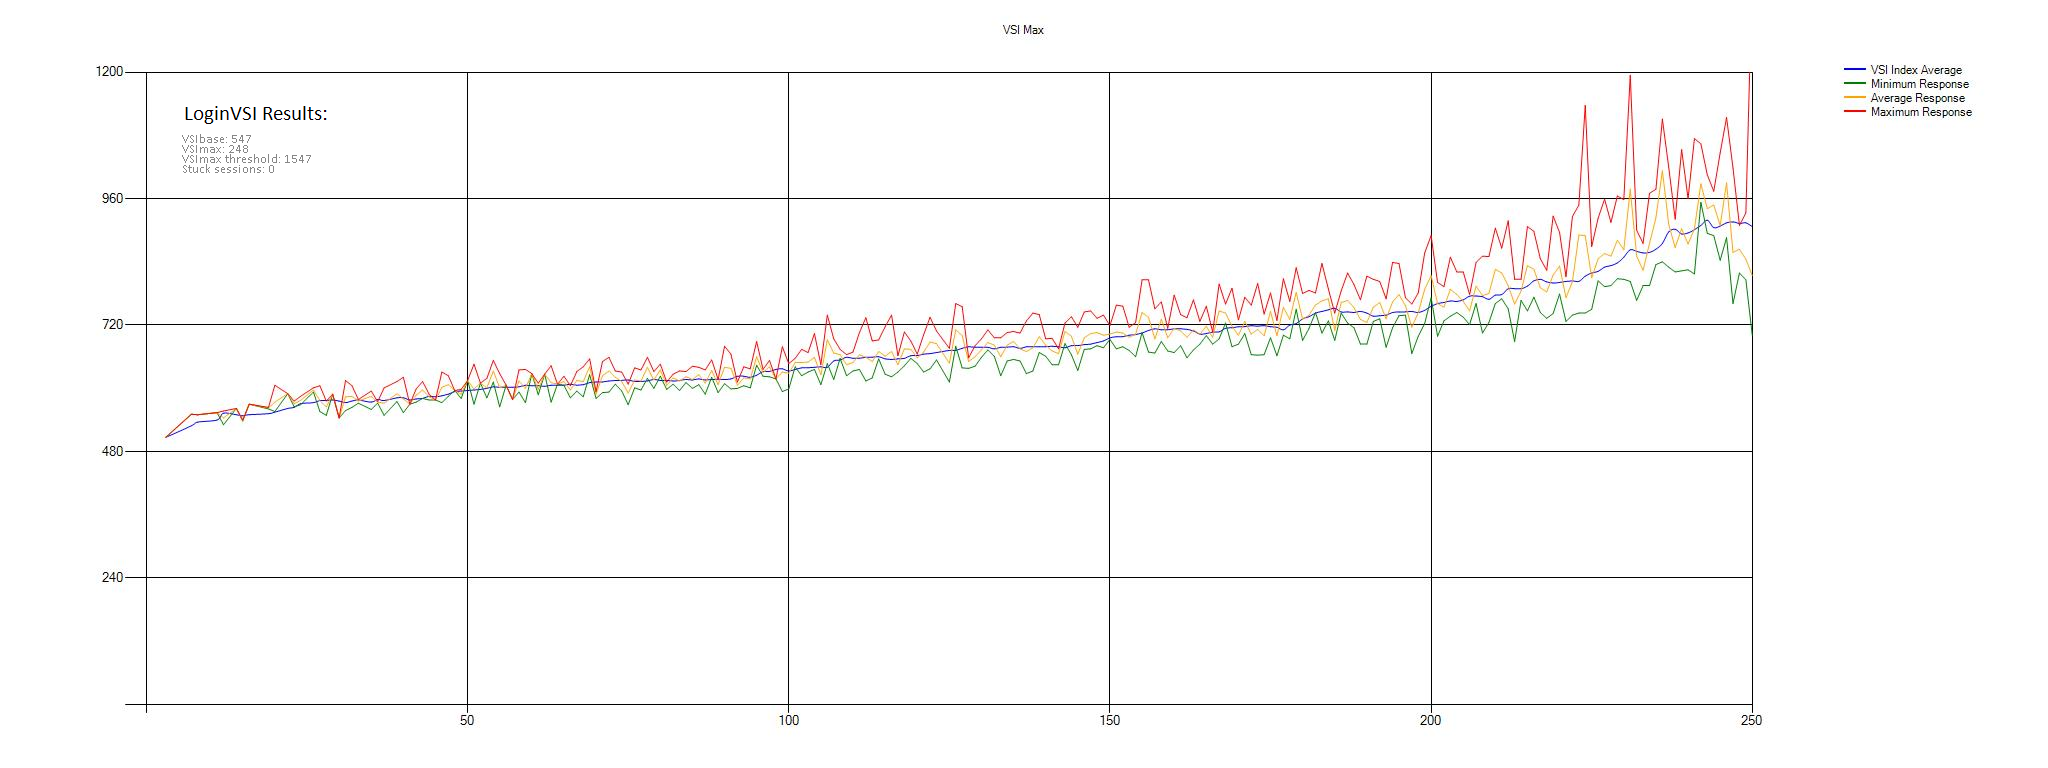 VSI Max
1200
960
720
480
240
50
100
150
200
250
LoginVSI Results:
VSIbase: 547
VSImax: 248
VSImax threshold: 1547
Stuck sessions: 0
VSI Index Average
Minimum Response
Average Response
Maximum Response